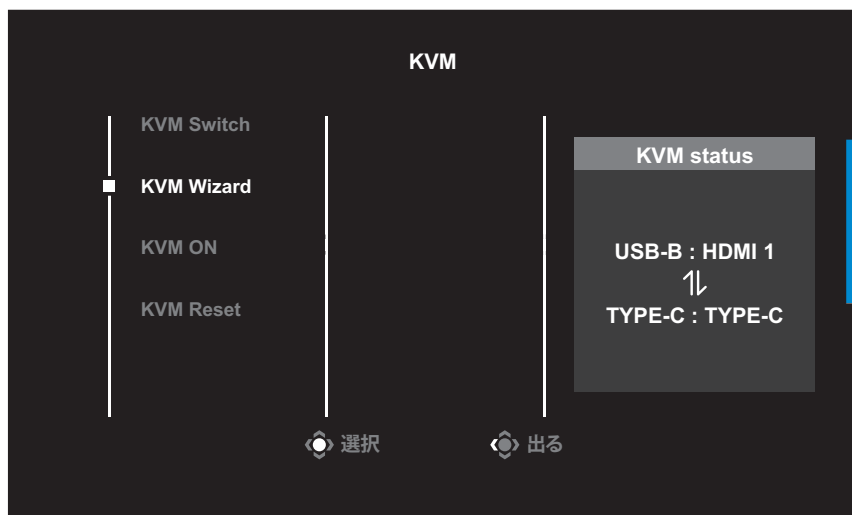 KVM
KVM Switch
KVM Wizard
KVM ON
KVM Reset
KVM status
USB-B : HDMI 1
TYPE-C : TYPE-C
選択
出る